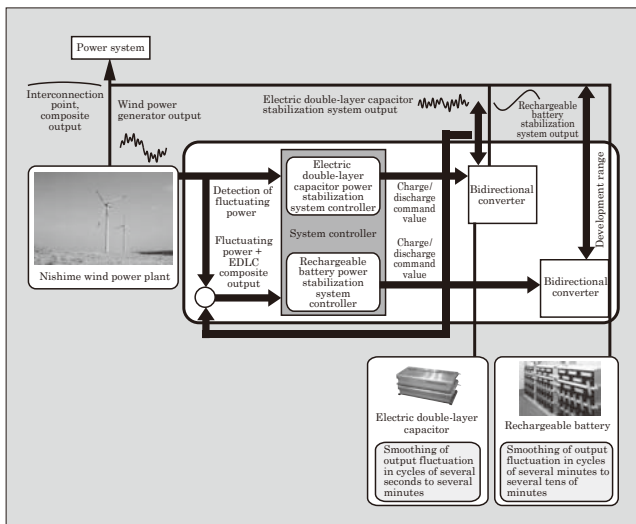 Power system
Interconnection
point,
composite output
Wind power
generator output
Electric double-layer capacitor
stabilization system output
Rechargeable
battery
stabilization
system output
Development range
Nishime wind power plant
Detection of
fluctuating
power
Fluctuating
power +
EDLC
composite
output
Electric
double-layer
capacitor power
stabilization
system controller
System controller
Rechargeable
battery power
stabilization
system
controller
Charge/
discharge
command
value
Charge/
discharge
command
value
Bidirectional
converter
Bidirectional
converter
Electric double-layer
capacitor
Smoothing of
output fluctuation
in cycles of several
seconds to several
minutes
Rechargeable battery
Smoothing of output
fluctuation in cycles
of several minutes to
several tens of
minutes